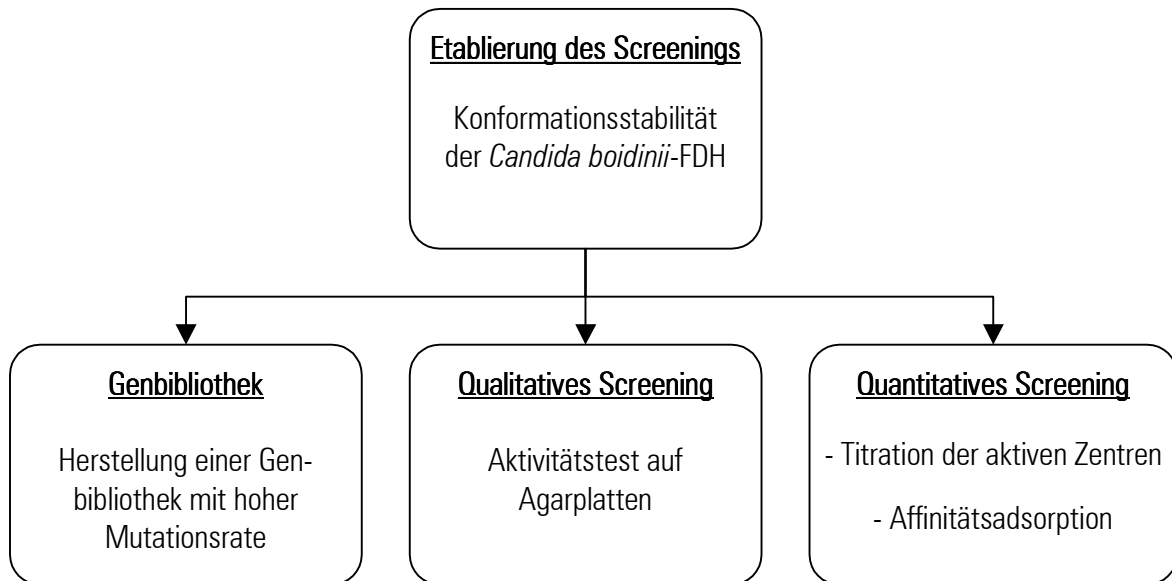 Etablierung des Screenings
Konformationsstabilität
der Candida boidinii-FDH
Genbibliothek
Herstellung einer Gen-
bibliothek mit hoher
Mutationsrate
Qualitatives Screening
Aktivitätstest auf
Agarplatten
Quantitatives Screening
- Titration der aktiven Zentren
- Affinitätsadsorption